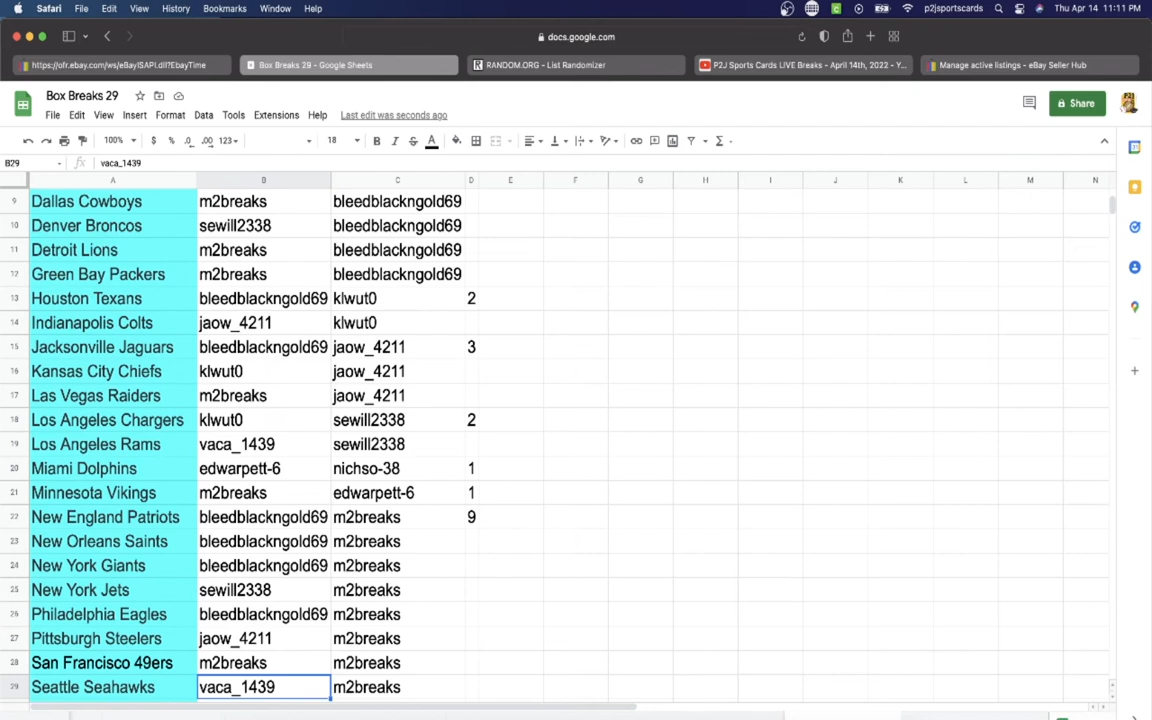 Safari File Edit View History Bookmarks Window Help p2jsportscards Thu Apr 14 11:11 PM
docs.google.com
https://ofr.ebay.com/ws/eBayISAPI.dll?EbayTime Box Breaks 29 - Google Sheets RANDOM.ORG - List Randomizer P2J Sports Cards LIVE Breaks - April 14th, 2022 - Y... Manage active listings - eBay Seller Hub
Box Breaks 29
File Edit View Insert Format Data Tools Extensions Help Last edit was seconds ago
Share
100% $ % .0 .00 123 18 B I S A
B29 fx vaca_1439
A B C D E F G H I J K L M N
9 Dallas Cowboys m2breaks bleedblackngold69
10 Denver Broncos sewill2338 bleedblackngold69
11 Detroit Lions m2breaks bleedblackngold69
12 Green Bay Packers m2breaks bleedblackngold69
13 Houston Texans bleedblackngold69 klwut0 2
14 Indianapolis Colts jaow_4211 klwut0
15 Jacksonville Jaguars bleedblackngold69 jaow_4211 3
16 Kansas City Chiefs klwut0 jaow_4211
17 Las Vegas Raiders m2breaks jaow_4211
18 Los Angeles Chargers klwut0 sewill2338 2
19 Los Angeles Rams vaca_1439 sewill2338
20 Miami Dolphins edwarpett-6 nichso-38 1
21 Minnesota Vikings m2breaks edwarpett-6 1
22 New England Patriots bleedblackngold69 m2breaks 9
23 New Orleans Saints bleedblackngold69 m2breaks
24 New York Giants bleedblackngold69 m2breaks
25 New York Jets sewill2338 m2breaks
26 Philadelphia Eagles bleedblackngold69 m2breaks
27 Pittsburgh Steelers jaow_4211 m2breaks
28 San Francisco 49ers m2breaks m2breaks
29 Seattle Seahawks vaca_1439 m2breaks